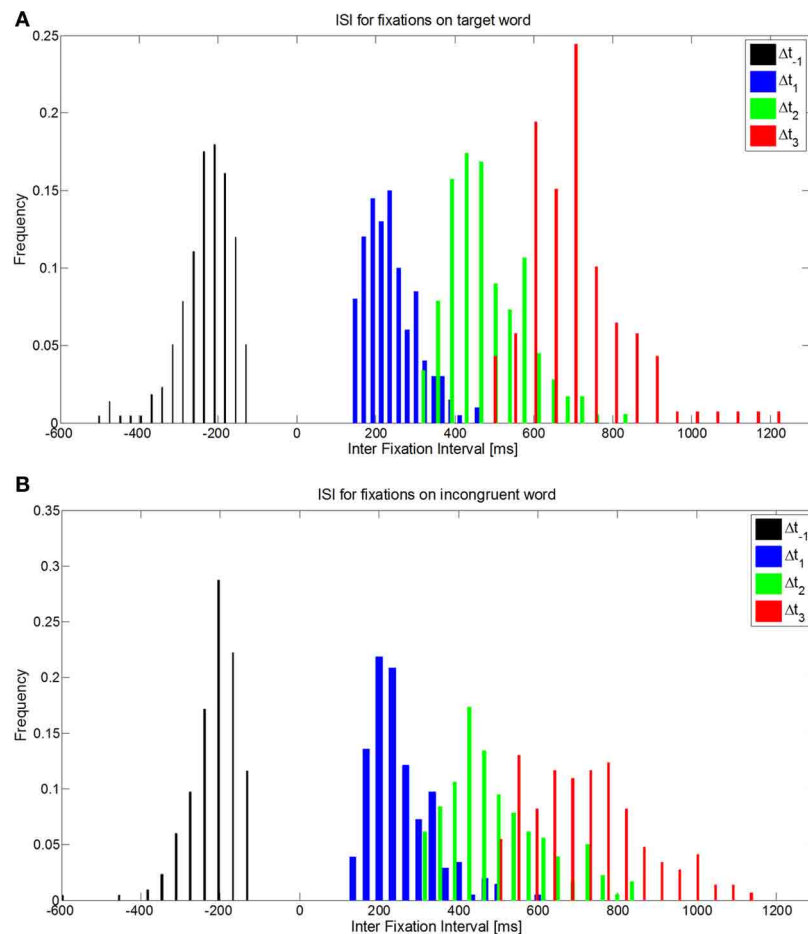 A
ISI for fixations on target word
0.25
0.2
0.15
0.1
0.05
0
Frequency
-600 -400 -200 0 200 400 600 800 1000 1200
Inter Fixation Interval [ms]
Δt-1
Δt1
Δt2
Δt3
B
ISI for fixations on incongruent word
0.35
0.3
0.25
0.2
0.15
0.1
0.05
0
Frequency
-600 -400 -200 0 200 400 600 800 1000 1200
Inter Fixation Interval [ms]
Δt-1
Δt1
Δt2
Δt3